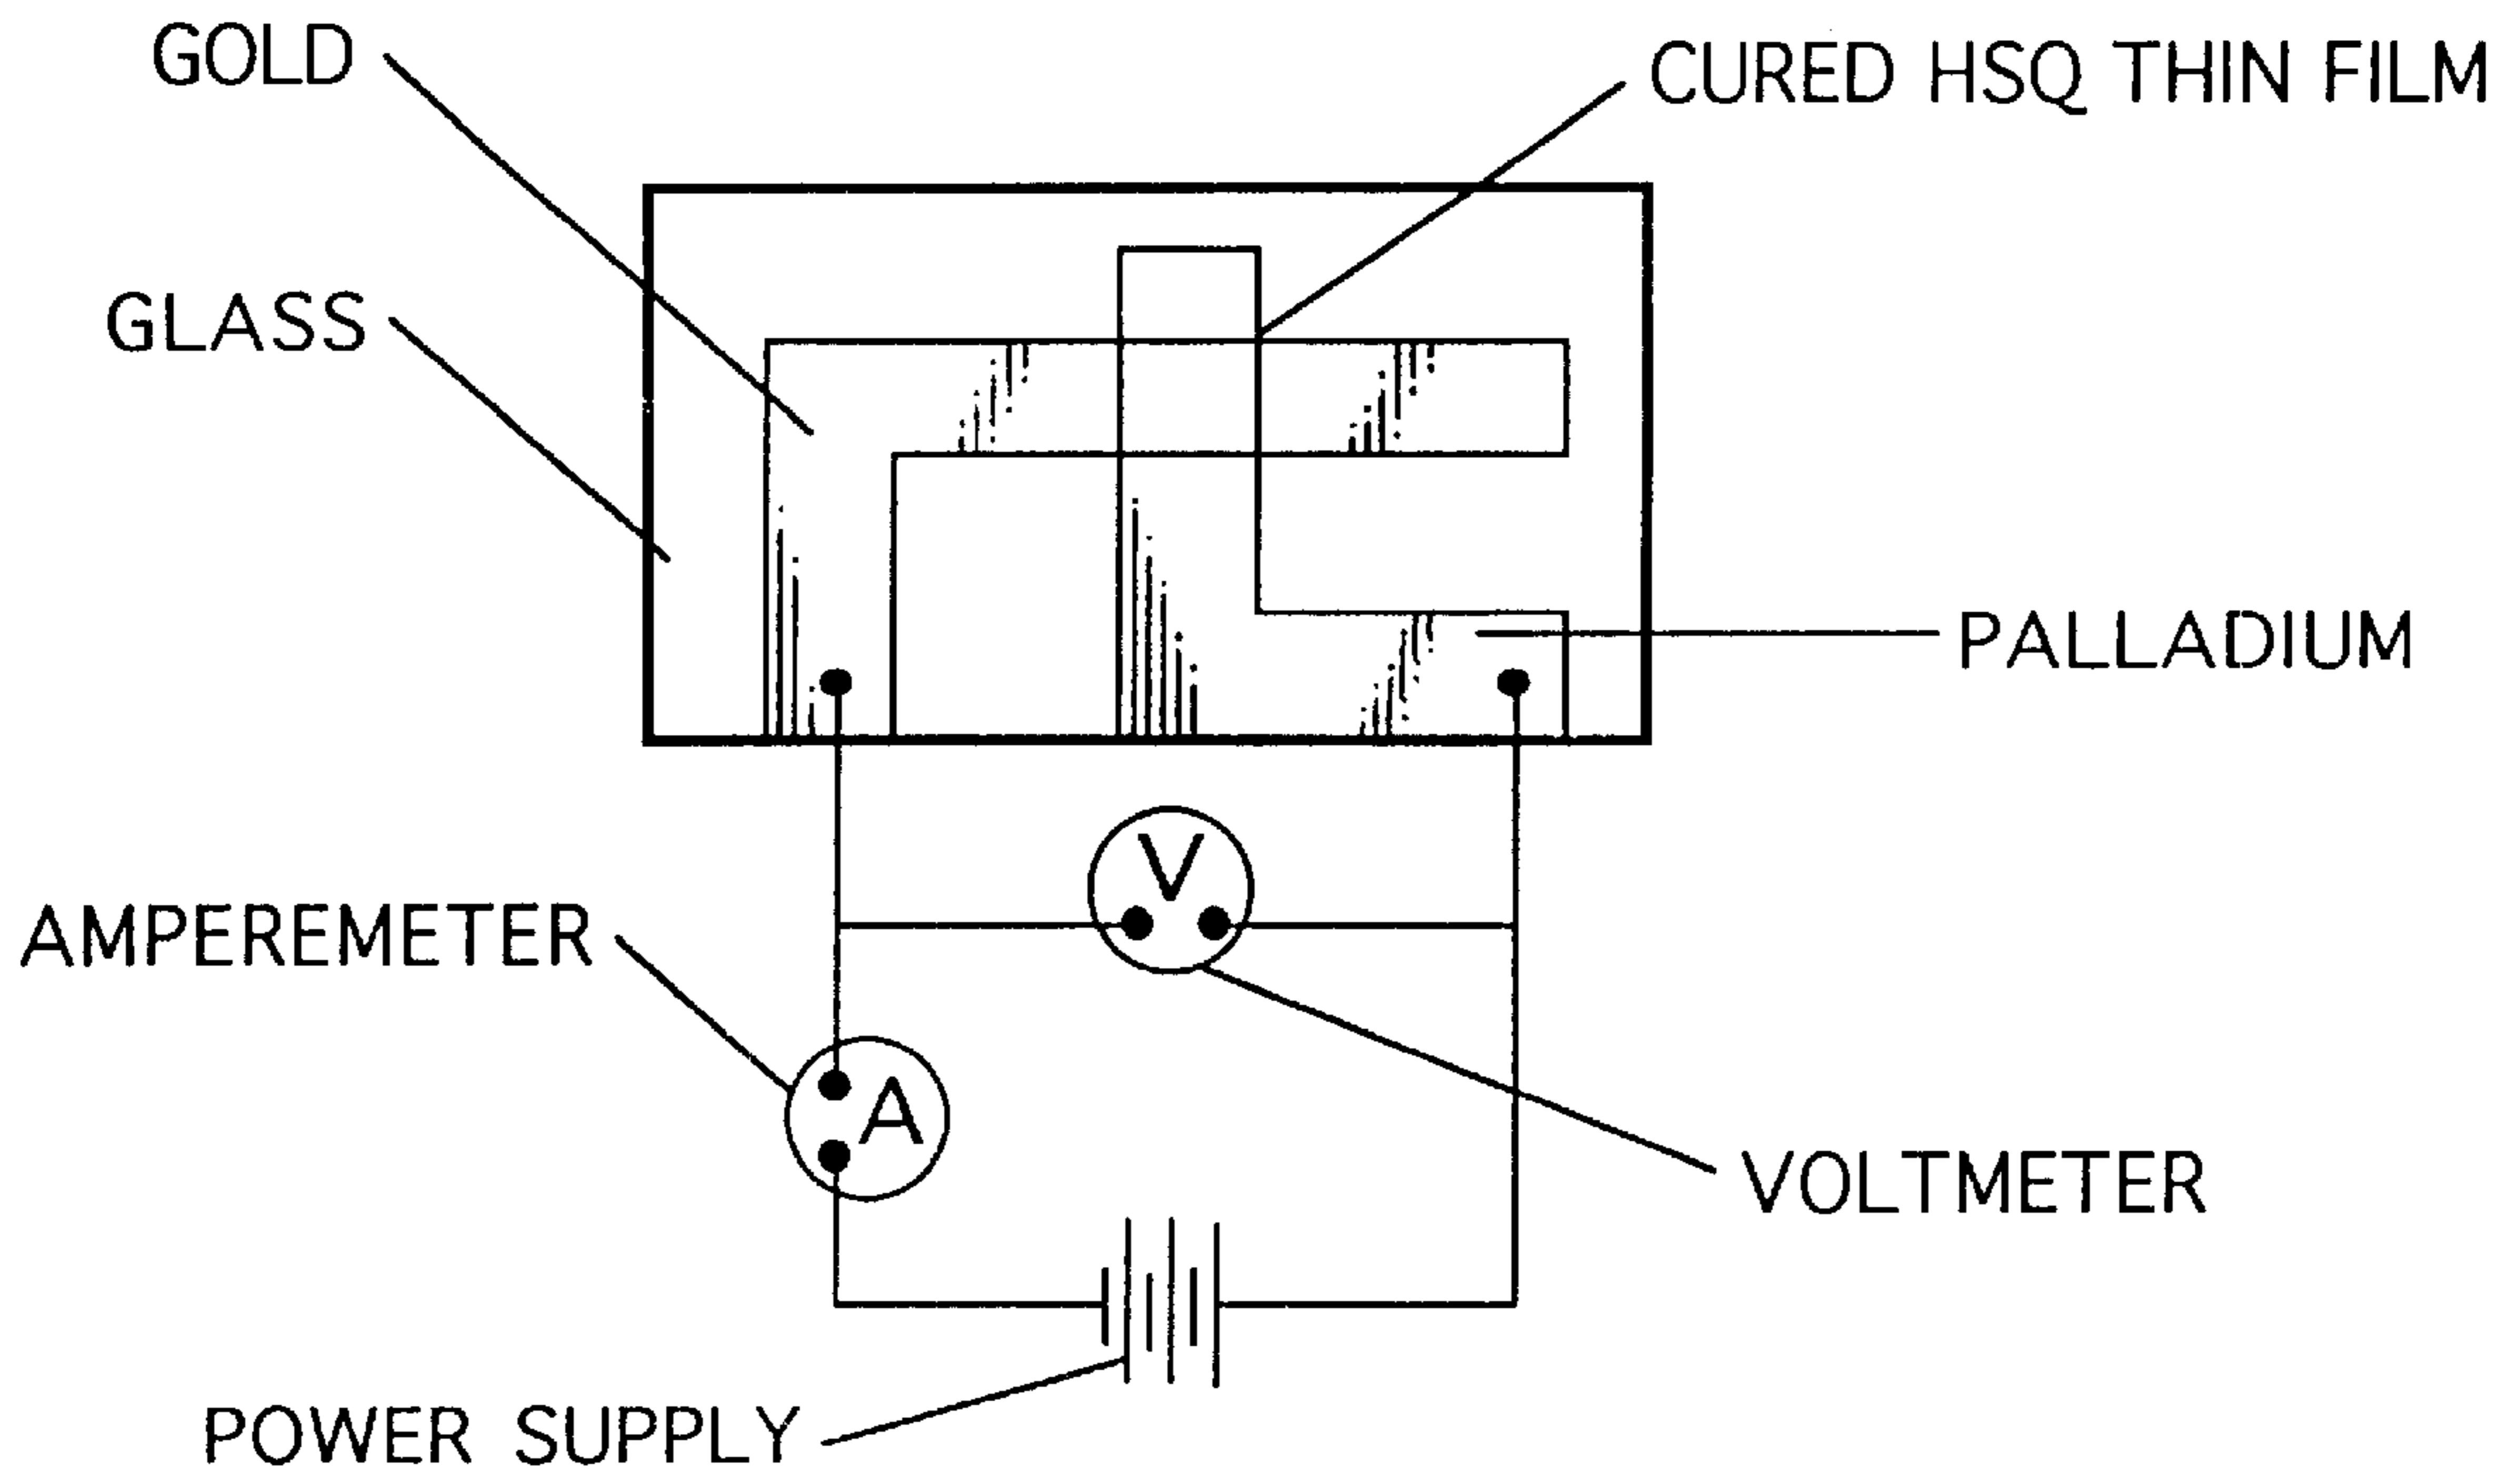 GOLD
CURED HSQ THIN FILM
GLASS
PALLADIUM
V
AMPEREMETER
A
VOLTMETER
POWER SUPPLY